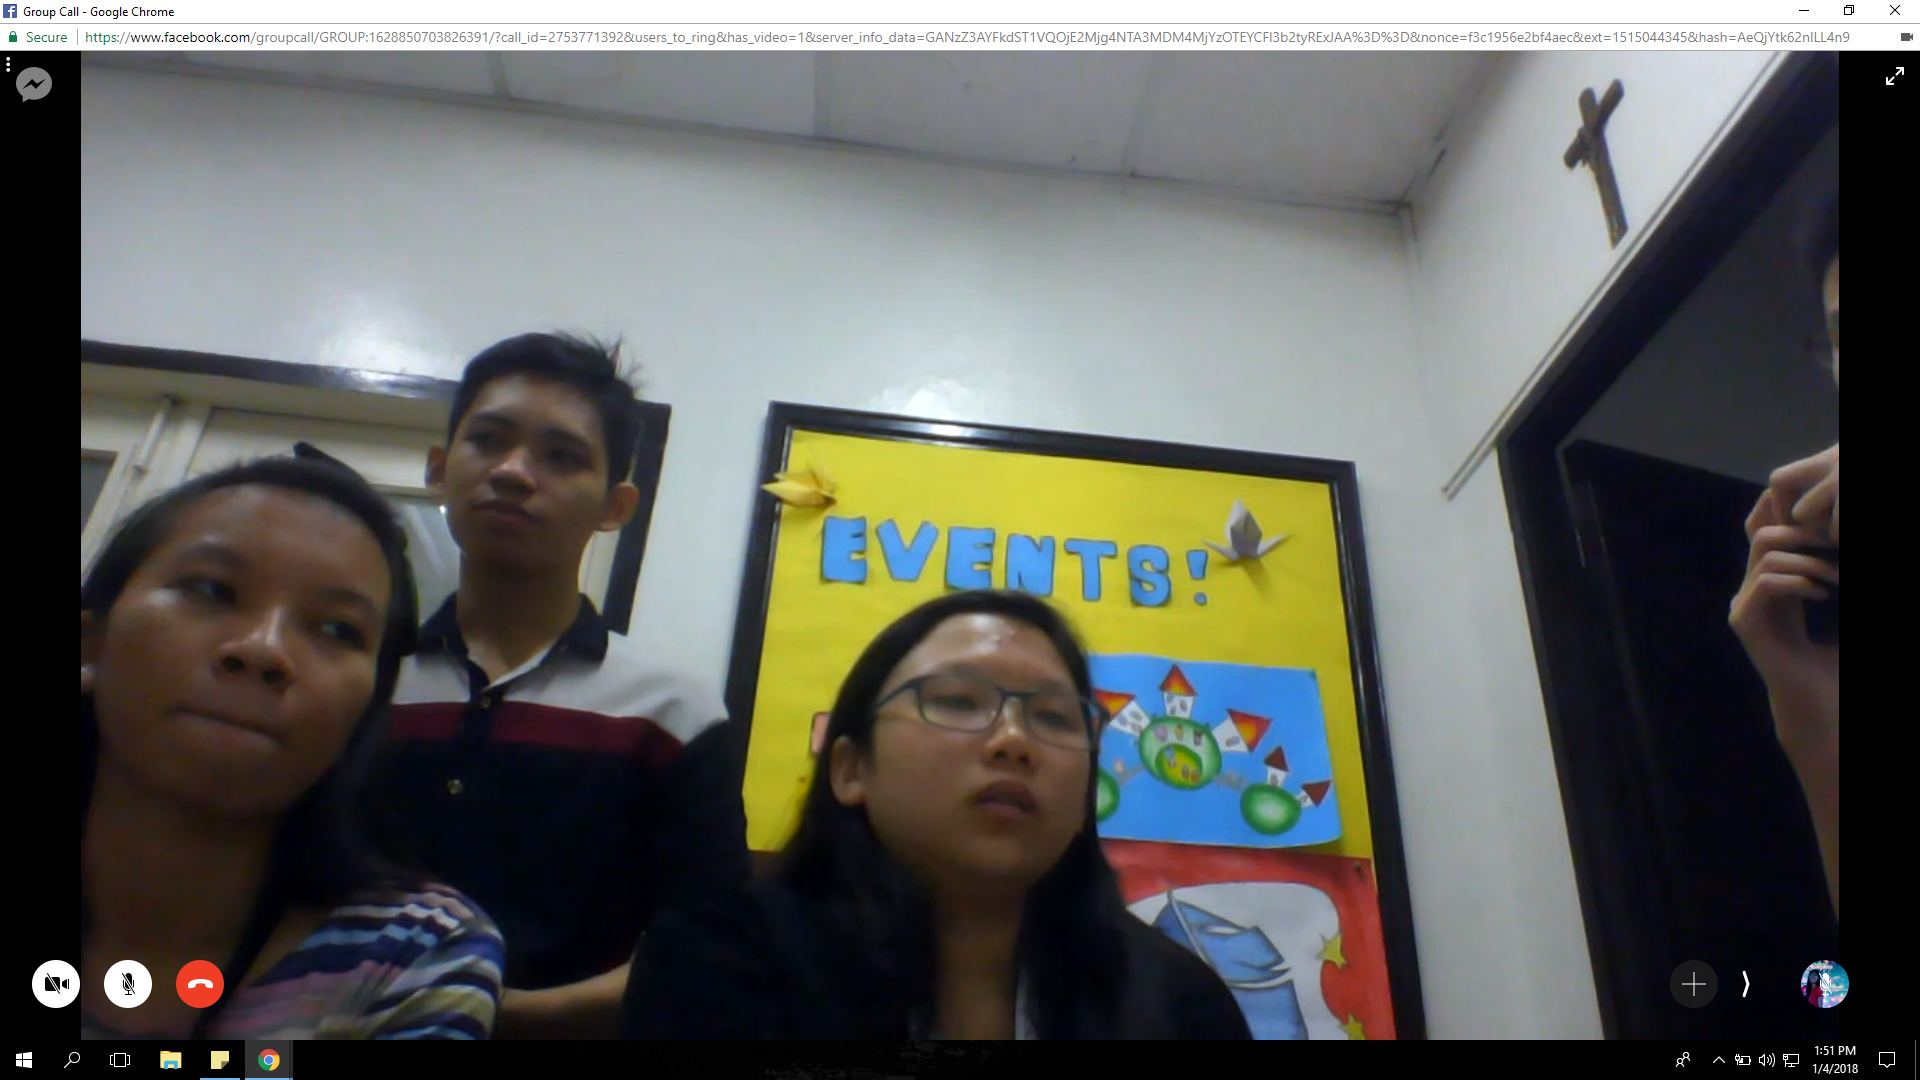 Group Call - Google Chrome
Secure
https://www.facebook.com/groupcall/GROUP:1628850703826391/?call_id=2753771392&users_to_ring&has_video=1&server_info_data=GANzZ3AYFkdST1VQOjE2Mjg4NTA3MDM4MjYzOTEYCFI3b2tyRExJAA%3D%3D&nonce=f3c1956e2bf4aec&ext=1515044345&hash=AeQjYtk62nILL4n9
EVENTS!
1:51 PM
1/4/2018